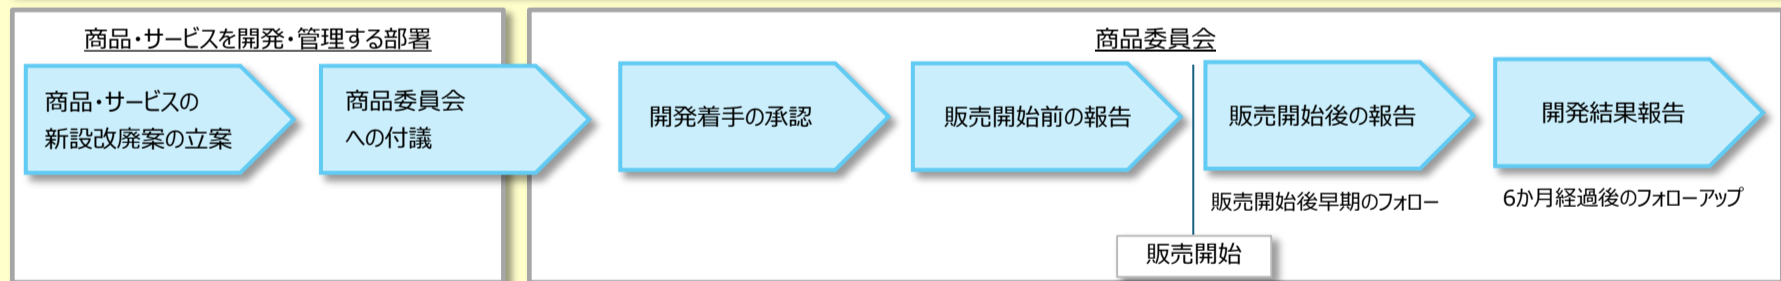 商品・サービスを開発・管理する部署
商品・サービスの
新設改廃案の立案
商品委員会
への付議
商品委員会
開発着手の承認
販売開始前の報告
販売開始後の報告
販売開始後早期のフォロー
開発結果報告
6か月経過後のフォローアップ
販売開始